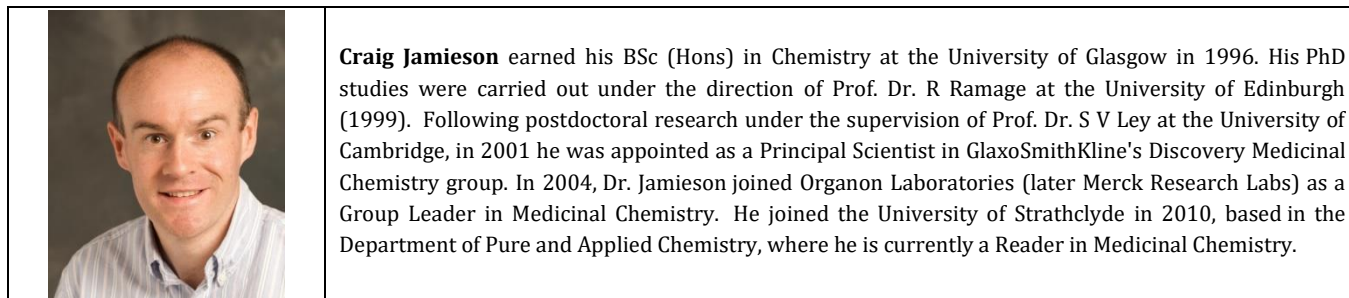 Craig Jamieson earned his BSc (Hons) in Chemistry at the University of Glasgow in 1996. His PhD
studies were carried out under the direction of Prof. Dr. R Ramage at the University of Edinburgh
(1999). Following postdoctoral research under the supervision of Prof. Dr. S V Ley at the University of
Cambridge, in 2001 he was appointed as a Principal Scientist in GlaxoSmithKline's Discovery Medicinal
Chemistry group. In 2004, Dr. Jamieson joined Organon Laboratories (later Merck Research Labs) as a
Group Leader in Medicinal Chemistry. He joined the University of Strathclyde in 2010, based in the
Department of Pure and Applied Chemistry, where he is currently a Reader in Medicinal Chemistry.